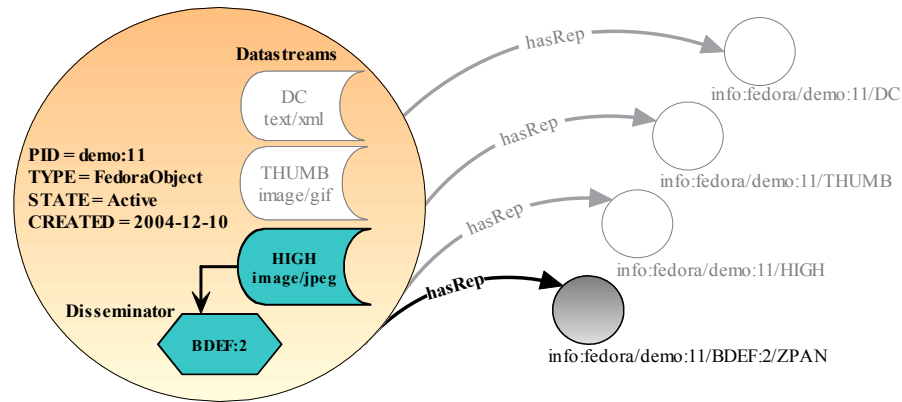 Datastreams
DC
text/xml
THUMB
image/gif
PID = demo:11
TYPE = FedoraObject
STATE = Active
CREATED = 2004-12-10
HIGH
image/jpeg
Disseminator
BDEF:2
hasRep
info:fedora/demo:11/DC
hasRep
info:fedora/demo:11/THUMB
hasRep
info:fedora/demo:11/HIGH
hasRep
info:fedora/demo:11/BDEF:2/ZPAN